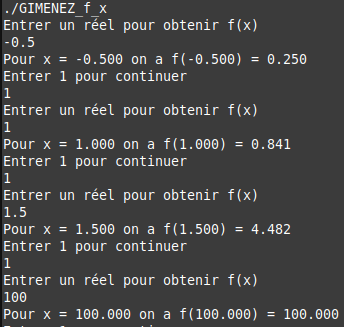 ./GIMENEZ_f_x
Entrer un réel pour obtenir f(x)
-0.5
Pour x = -0.500 on a f(-0.500) = 0.250
Entrer 1 pour continuer
1
Entrer un réel pour obtenir f(x)
1
Pour x = 1.000 on a f(1.000) = 0.841
Entrer 1 pour continuer
1
Entrer un réel pour obtenir f(x)
1.5
Pour x = 1.500 on a f(1.500) = 4.482
Entrer 1 pour continuer
1
Entrer un réel pour obtenir f(x)
100
Pour x = 100.000 on a f(100.000) = 100.000